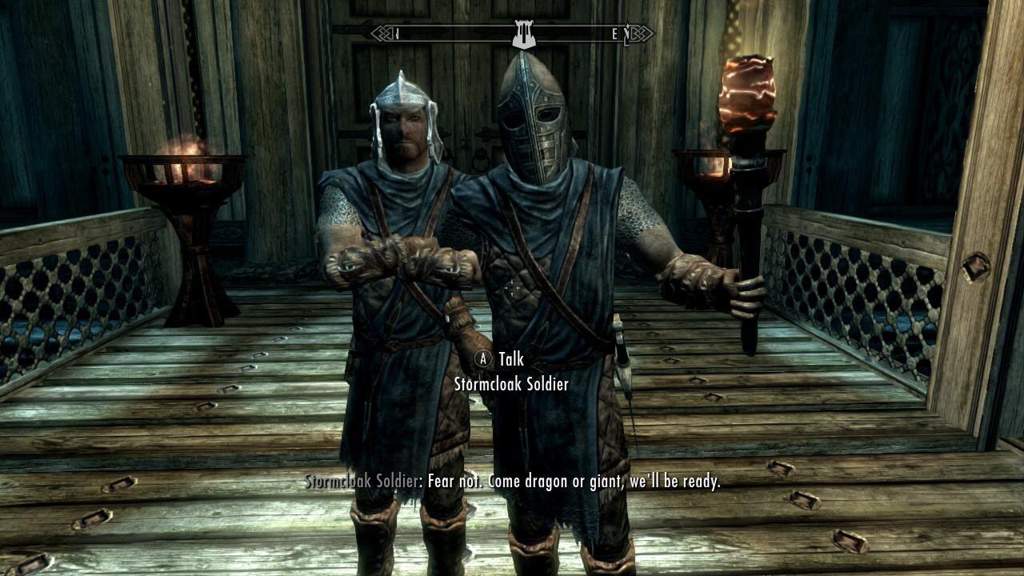 E
N
A Talk
Stormcloak Soldier
Stormcloak Soldier: Fear not. Come dragon or giant, we'll be ready.